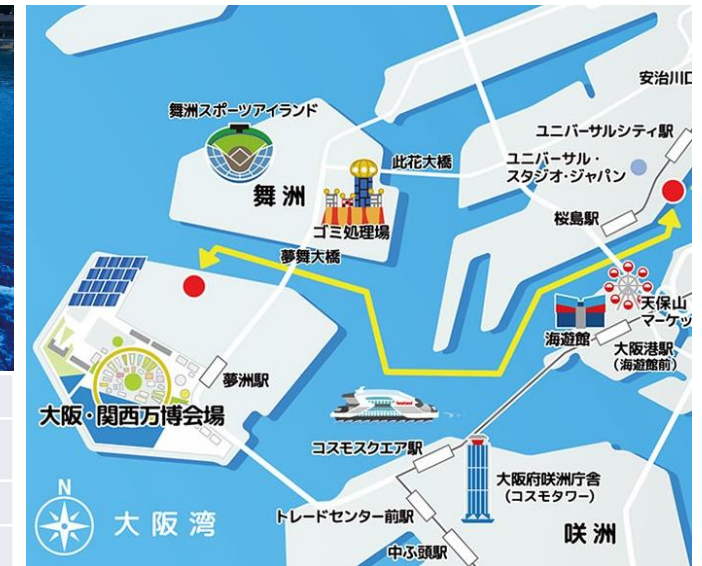 安治川口
舞洲スポーツアイランド
ユニバーサルシティ駅
此花大橋
ユニバーサル・
スタジオ・ジャパン
舞洲
ゴミ処理場
桜島駅
夢舞大橋
天保山
マーケッ
海遊館
大阪港駅
(海遊館前)
夢洲駅
大阪・関西万博会場
コスモスクエア駅
大阪府咲洲庁舎
(コスモタワー)
N
大阪湾
トレードセンター前駅
咲洲
中ふ頭駅